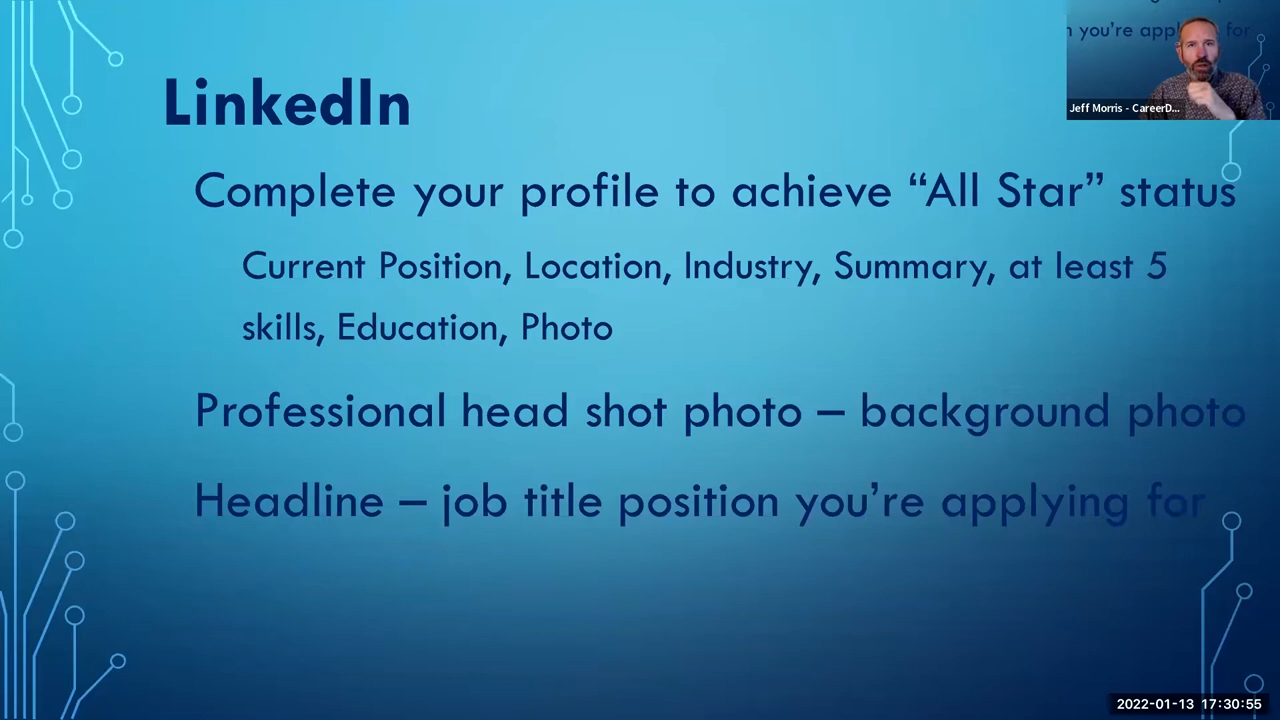 n you're appl for
LinkedIn
Jeff Morris - CareerD...
Complete your profile to achieve “All Star” status
Current Position, Location, Industry, Summary, at least 5
skills, Education, Photo
Professional head shot photo – background photo
Headline – job title position you’re applying for
2022-01-13 17:30:55